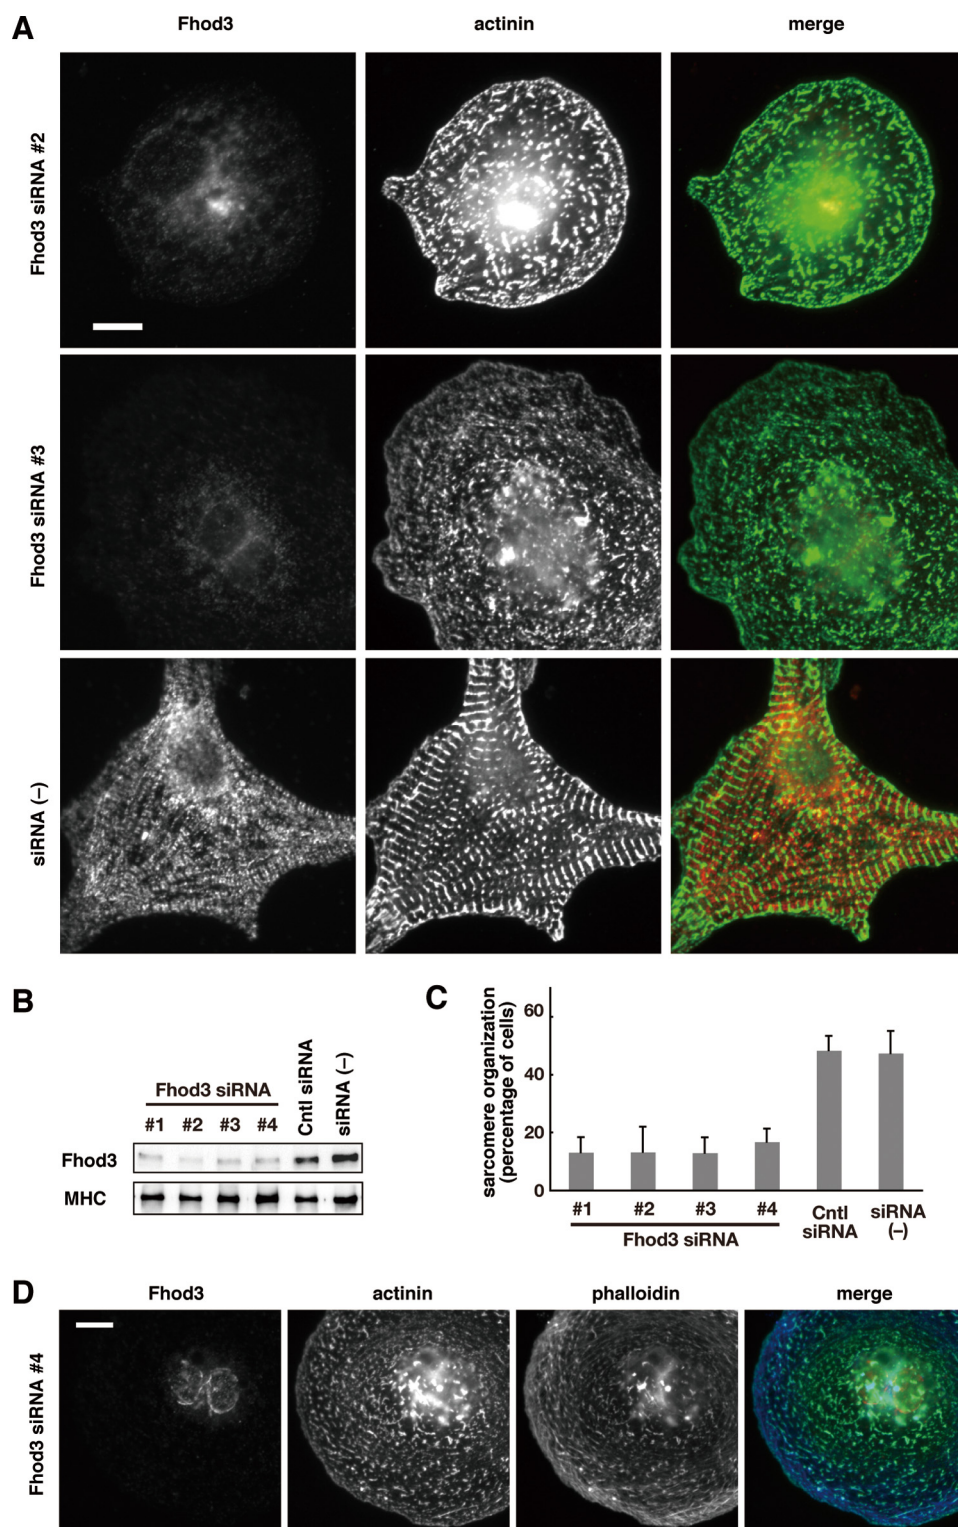 A
Fhod3 actinin merge
Fhod3 siRNA #2
Fhod3 siRNA #3
siRNA (–)
B
Fhod3 siRNA
#1 #2 #3 #4
Cntl siRNA
siRNA (–)
Fhod3
MHC
C
sarcomere organization
(percentage of cells)
60
40
20
0
#1 #2 #3 #4
Fhod3 siRNA
Cntl
siRNA
siRNA
(–)
D
Fhod3 actinin phalloidin merge
Fhod3 siRNA #4